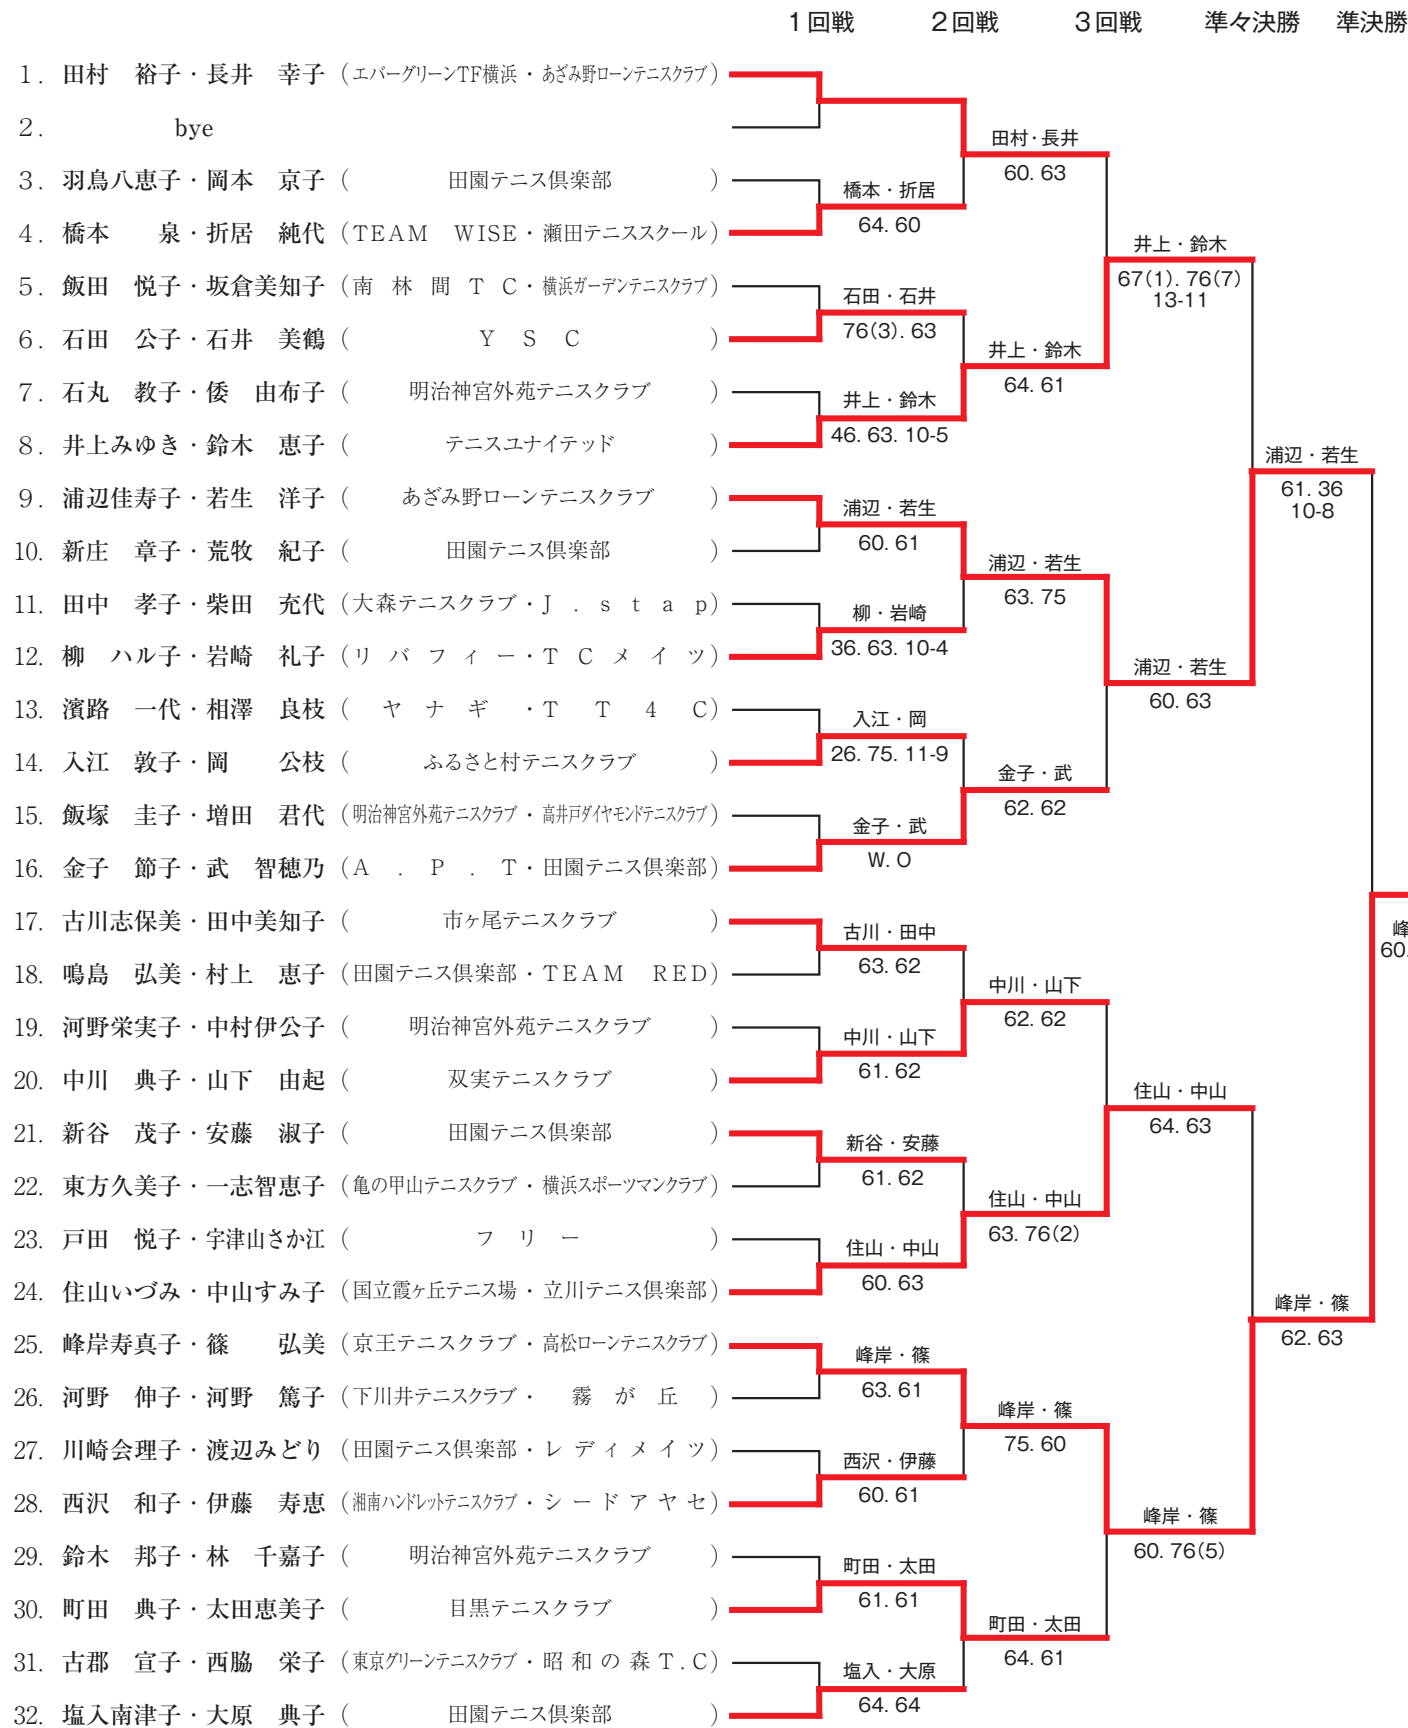 1回戦 2回戦 3回戦 準々決勝 準決勝
1. 田村 裕子・長井 幸子 (エバーグリーンTF横浜・あざみ野ローンテニスクラブ)
2. bye
田村・長井
60. 63
3. 羽鳥八恵子・岡本 京子 ( 田園テニス倶楽部 )
橋本・折居
64. 60
4. 橋本 泉・折居 純代 (TEAM WISE・瀬田テニススクール)
井上・鈴木
67(1). 76(7)
13-11
5. 飯田 悦子・坂倉美知子 (南林間TC・横浜ガーデンテニスクラブ)
石田・石井
76(3). 63
6. 石田 公子・石井 美鶴 ( YSC )
井上・鈴木
64. 61
7. 石丸 教子・倭 由布子 ( 明治神宮外苑テニスクラブ )
井上・鈴木
46. 63. 10-5
8. 井上みゆき・鈴木 恵子 ( テニスユナイテッド )
浦辺・若生
61. 36
10-8
9. 浦辺佳寿子・若生 洋子 ( あざみ野ローンテニスクラブ )
浦辺・若生
60. 61
10. 新庄 章子・荒牧 紀子 ( 田園テニス倶楽部 )
浦辺・若生
63. 75
11. 田中 孝子・柴田 充代 (大森テニスクラブ・J.stap)
柳・岩崎
36. 63. 10-4
12. 柳 ハル子・岩崎 礼子 (リバフィー・TCメイツ)
浦辺・若生
60. 63
13. 濱路 一代・相澤 良枝 (ヤナギ・TT4C)
入江・岡
26. 75. 11-9
14. 入江 敦子・岡 公枝 ( ふるさと村テニスクラブ )
金子・武
62. 62
15. 飯塚 圭子・増田 君代 (明治神宮外苑テニスクラブ・高井戸ダイヤモンドテニスクラブ)
金子・武
W. O
16. 金子 節子・武 智穂乃 (A.P.T・田園テニス倶楽部)
17. 古川志保美・田中美知子 ( 市ヶ尾テニスクラブ )
古川・田中
63. 62
峰
60.
18. 鳴島 弘美・村上 恵子 (田園テニス倶楽部・TEAM RED)
中川・山下
62. 62
19. 河野栄実子・中村伊公子 ( 明治神宮外苑テニスクラブ )
中川・山下
61. 62
20. 中川 典子・山下 由起 ( 双実テニスクラブ )
住山・中山
64. 63
21. 新谷 茂子・安藤 淑子 ( 田園テニス倶楽部 )
新谷・安藤
61. 62
22. 東方久美子・一志智恵子 (亀の甲山テニスクラブ・横浜スポーツマンクラブ)
住山・中山
63. 76(2)
23. 戸田 悦子・宇津山さか江 ( フリー )
住山・中山
60. 63
24. 住山いづみ・中山すみ子 (国立霞ヶ丘テニス場・立川テニス倶楽部)
峰岸・篠
62. 63
25. 峰岸寿真子・篠 弘美 (京王テニスクラブ・高松ローンテニスクラブ)
峰岸・篠
63. 61
26. 河野 伸子・河野 篤子 (下川井テニスクラブ・霧が丘)
峰岸・篠
75. 60
27. 川崎会理子・渡辺みどり (田園テニス倶楽部・レディメイツ)
西沢・伊藤
60. 61
28. 西沢 和子・伊藤 寿恵 (湘南ハンドレットテニスクラブ・シードアヤセ)
峰岸・篠
60. 76(5)
29. 鈴木 邦子・林 千嘉子 ( 明治神宮外苑テニスクラブ )
町田・太田
61. 61
30. 町田 典子・太田恵美子 ( 目黒テニスクラブ )
町田・太田
64. 61
31. 古郡 宣子・西脇 栄子 (東京グリーンテニスクラブ・昭和の森T.C)
塩入・大原
64. 64
32. 塩入南津子・大原 典子 ( 田園テニス倶楽部 )